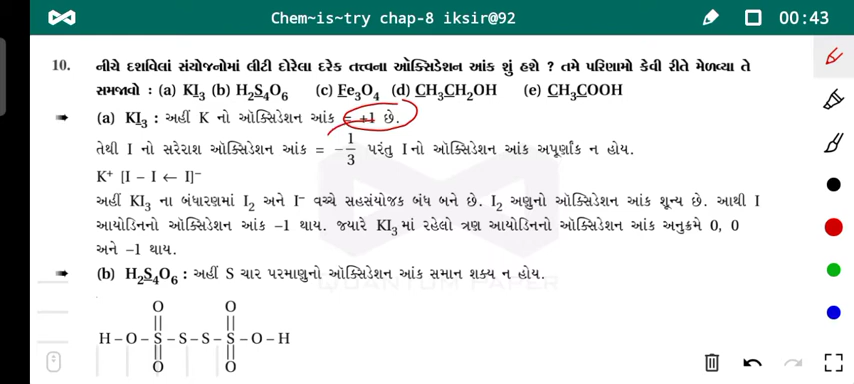 Chem~is~try chap-8 iksir@92
00:43
10. નીચે દર્શાવેલાં સંયોજનોમાં લીટી દોરેલા દરેક તત્વના ઑક્સિડેશન આંક શું હશે ? તમે પરિણામો કેવી રીતે મેળવ્યા તે
સમજાવો : (a) KI₃ (b) H₂S₄O₆ (c) Fe₃O₄ (d) CH₃CH₂OH (e) CH₃COOH
➡ (a) KI₃ : અહીં K નો ઑક્સિડેશન આંક = +1 છે.
તેથી I નો સરેરાશ ઑક્સિડેશન આંક = −1/3 પરંતુ I નો ઑક્સિડેશન આંક અપૂર્ણાંક ન હોય.
K⁺ [I – I ← I]⁻
અહીં KI₃ ના બંધારણમાં I₂ અને I⁻ વચ્ચે સહસંયોજક બંધ બને છે. I₂ અણુનો ઑક્સિડેશન આંક શૂન્ય છે. આથી I
આયોડિનનો ઑક્સિડેશન આંક −1 થાય. જ્યારે KI₃ માં રહેલો ત્રણ આયોડિનનો ઑક્સિડેશન આંક અનુક્રમે 0, 0
અને −1 થાય.
➡ (b) H₂S₄O₆ : અહીં S ચાર પરમાણુનો ઑક્સિડેશન આંક સમાન શક્ય ન હોય.
O O
|| ||
H – O – S – S – S – S – O – H
|| ||
O O
QUANTUM PAPER